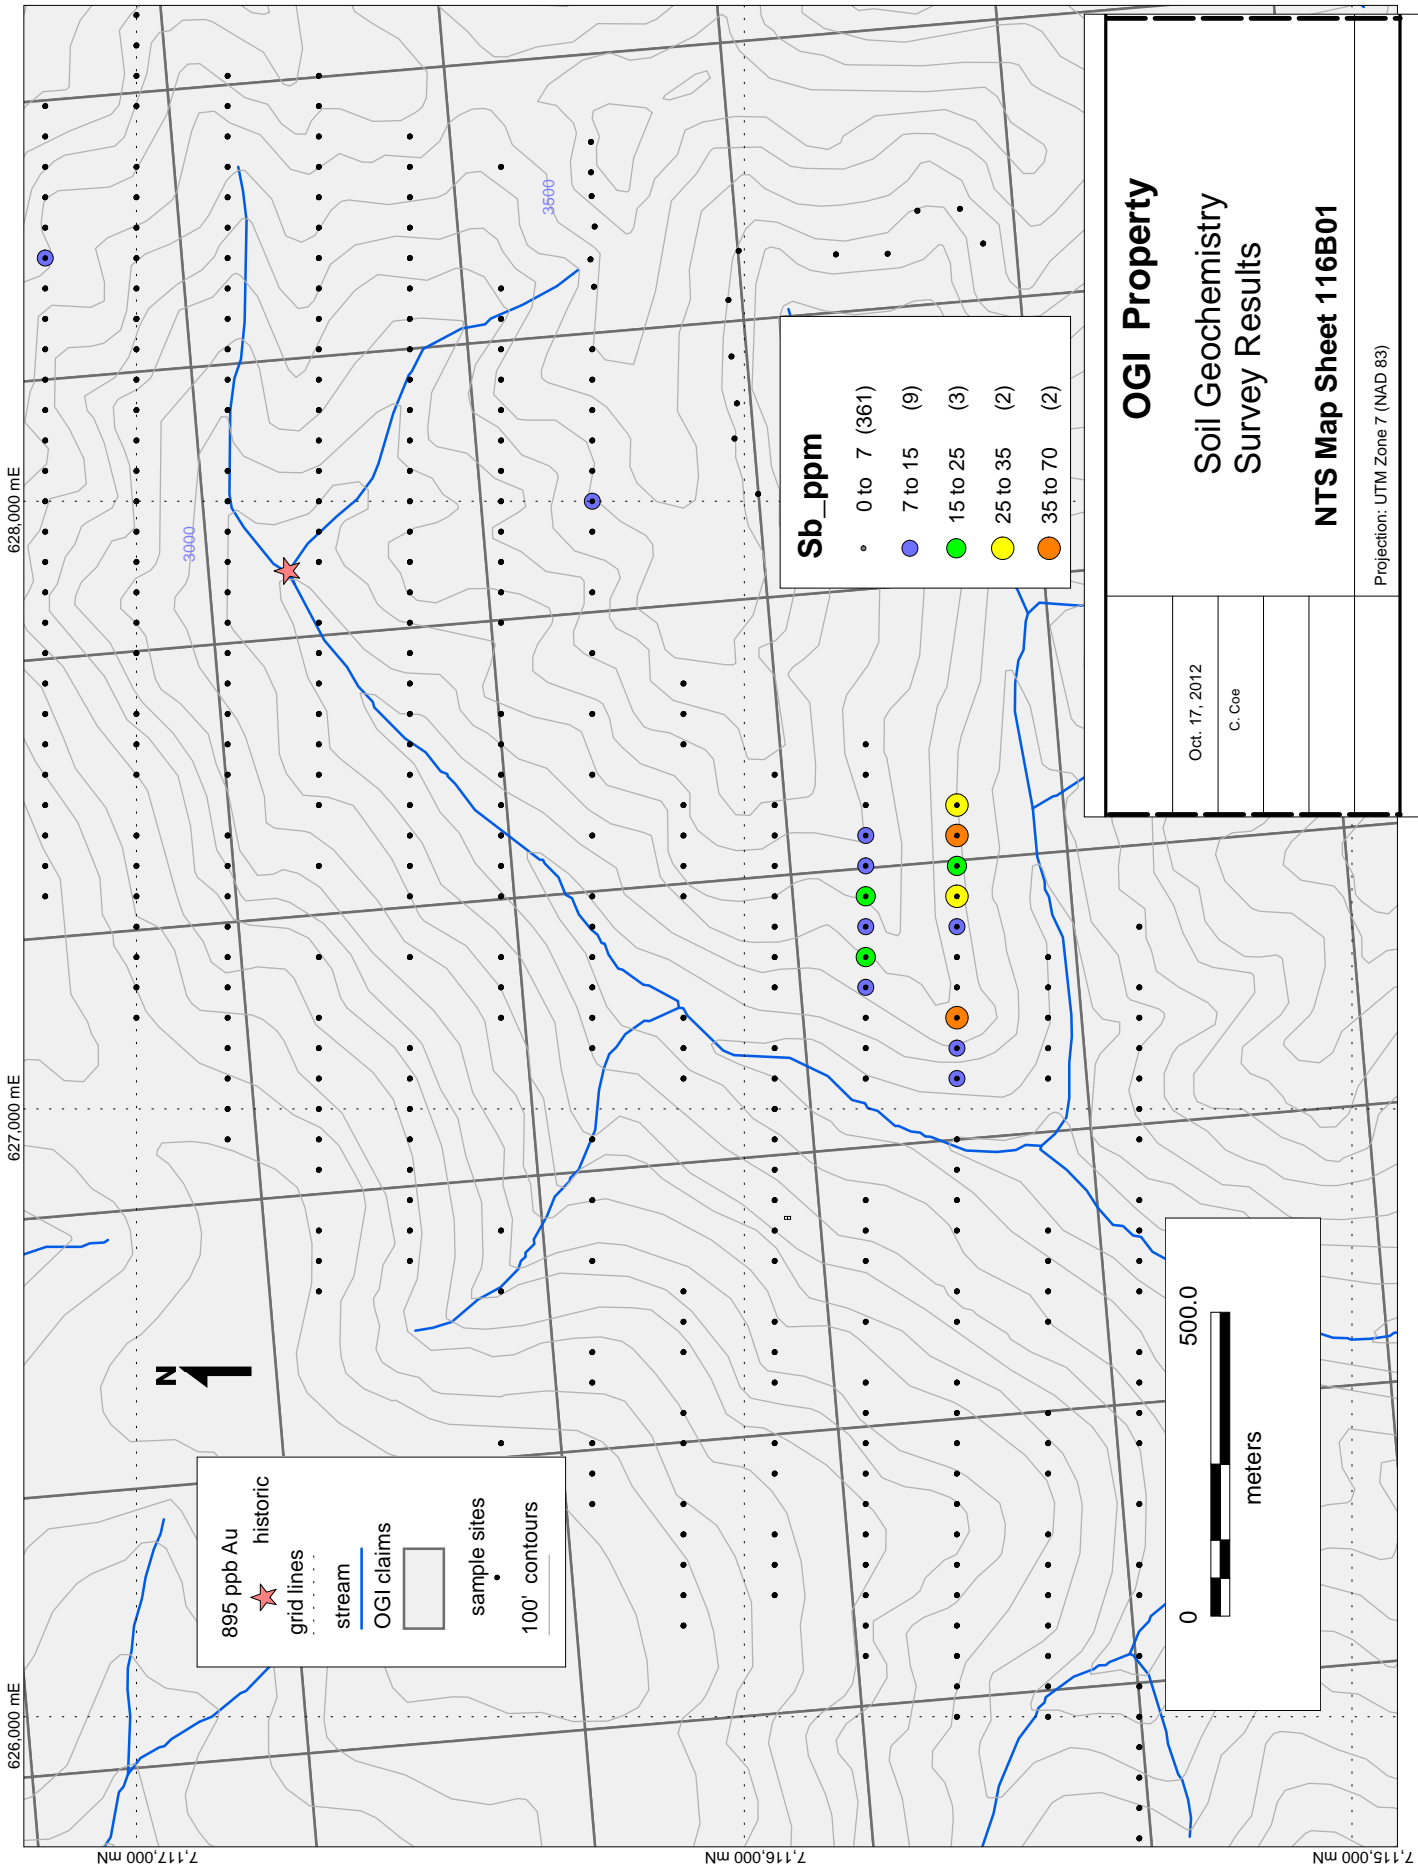 626,000 mE
627,000 mE
628,000 mE
7,117,000 mN
7,116,000 mN
7,115,000 mN
3000
3500
N
895 ppb Au
historic
grid lines
stream
OGI claims
sample sites
100' contours
0
500.0
meters
Sb_ppm
0 to 7 (361)
7 to 15 (9)
15 to 25 (3)
25 to 35 (2)
35 to 70 (2)
OGI Property
Soil Geochemistry
Survey Results
NTS Map Sheet 116B01
Oct. 17, 2012
C. Coe
Projection: UTM Zone 7 (NAD 83)